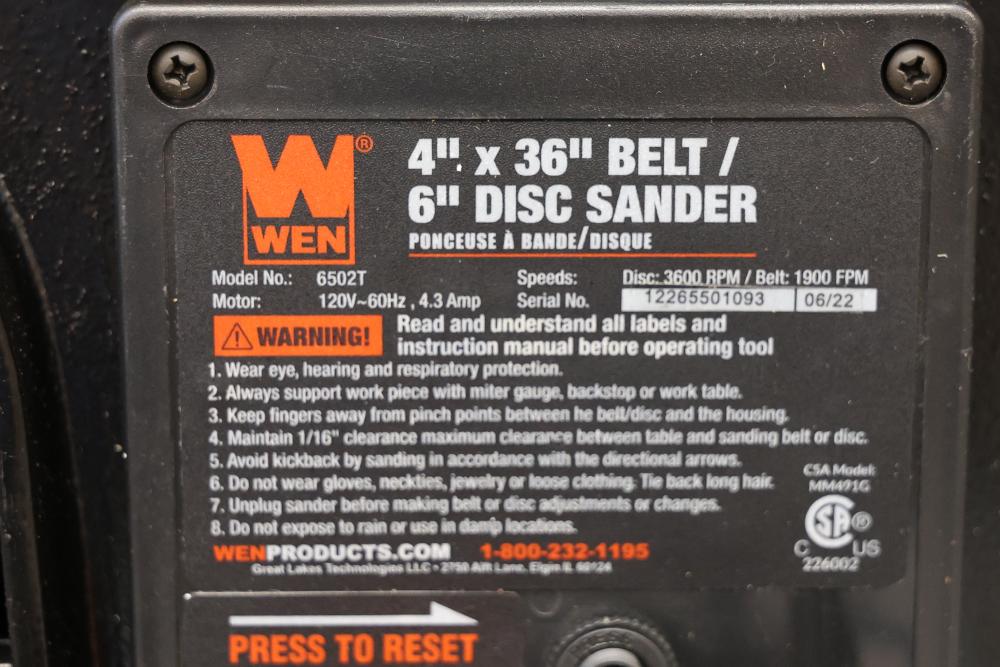 W®
WEN
4" x 36" BELT /
6" DISC SANDER
PONCEUSE À BANDE/DISQUE
Model No.: 6502T Speeds: Disc: 3600 RPM / Belt: 1900 FPM
Motor: 120V~60Hz , 4.3 Amp Serial No. 12265501093 06/22
WARNING! Read and understand all labels and
instruction manual before operating tool
1. Wear eye, hearing and respiratory protection.
2. Always support work piece with miter gauge, backstop or work table.
3. Keep fingers away from pinch points between he belt/disc and the housing.
4. Maintain 1/16" clearance maximum clearance between table and sanding belt or disc.
5. Avoid kickback by sanding in accordance with the directional arrows.
6. Do not wear gloves, neckties, jewelry or loose clothing. Tie back long hair.
7. Unplug sander before making belt or disc adjustments or changes.
8. Do not expose to rain or use in damp locations.
CSA Model:
MM491G
SA®
C US
226002
WENPRODUCTS.COM 1-800-232-1195
Great Lakes Technologies LLC • Lane, Elgin IL
PRESS TO RESET